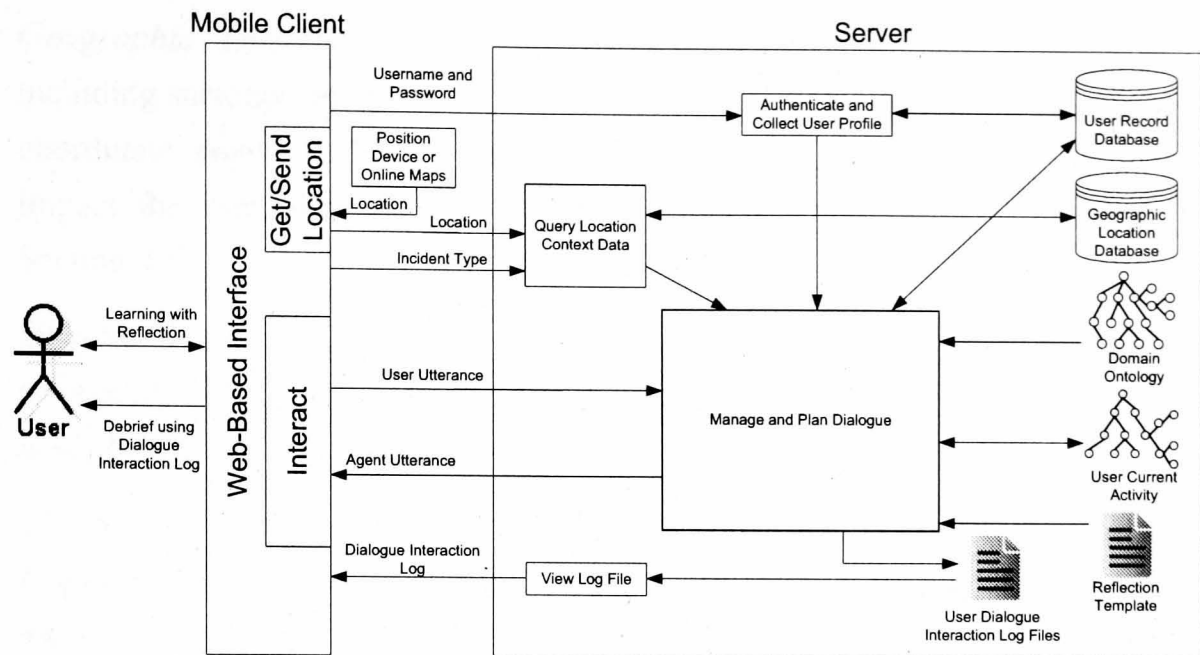 Mobile Client
Server
Username and
Password
Authenticate and
Collect User Profile
User Record
Database
Position
Device or
Online Maps
Get/Send
Location
Location
Location
Query Location
Context Data
Geographic
Location
Database
Incident Type
Learning with
Reflection
Web-Based Interface
Interact
User Utterance
Domain
Ontology
User
Debrief using
Dialogue
Interaction Log
Manage and Plan Dialogue
Agent Utterance
User Current
Activity
Dialogue Interaction
Log
View Log File
Reflection
Template
User Dialogue
Interaction Log Files